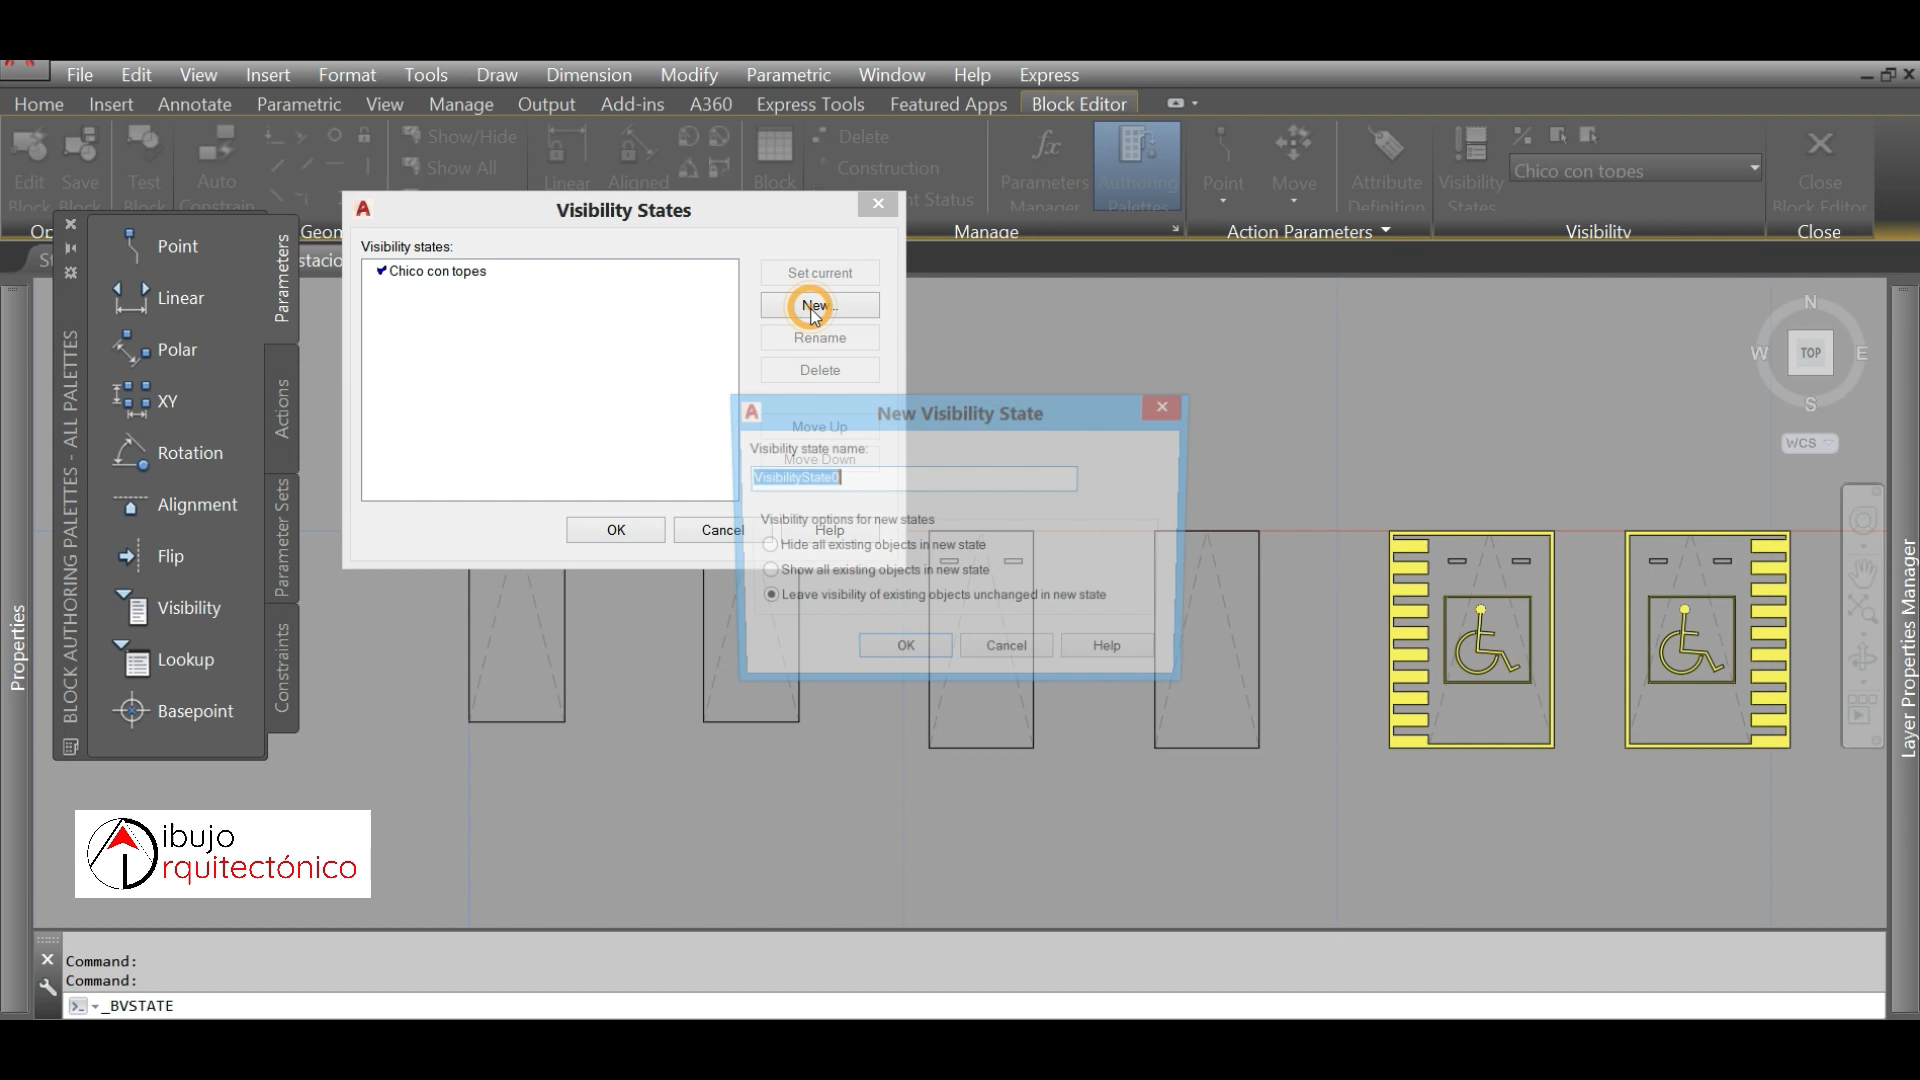 File Edit View Insert Format Tools Draw Dimension Modify Parametric Window Help Express
Home Insert Annotate Parametric View Manage Output Add-ins A360 Express Tools Featured Apps Block Editor
Show/Hide
Show All
Delete
Construction
Edit
Block
Save
Block
Test
Block
Auto
Constrain
Linear
Aligned
Block
nt Status
fx
Parameters
Manager
Authoring
Palettes
Point
Move
Attribute
Definition
Visibility
States
Chico con topes
Close
Block Editor
Op
Geom
Manage
Action Parameters
Visibility
Close
St
stacio
BLOCK AUTHORING PALETTES - ALL PALETTES
Point
Linear
Polar
XY
Rotation
Alignment
Flip
Visibility
Lookup
Basepoint
Parameters
Actions
Parameter Sets
Constraints
Properties
Visibility States
Visibility states:
Chico con topes
Set current
New...
Rename
Delete
Move Up
Move Down
OK
Cancel
Help
New Visibility State
Visibility state name:
VisibilityState0
Visibility options for new states
Hide all existing objects in new state
Show all existing objects in new state
Leave visibility of existing objects unchanged in new state
OK
Cancel
Help
N
W
TOP
E
S
WCS
Layer Properties Manager
ibujo
rquitectónico
Command:
Command:
_BVSTATE